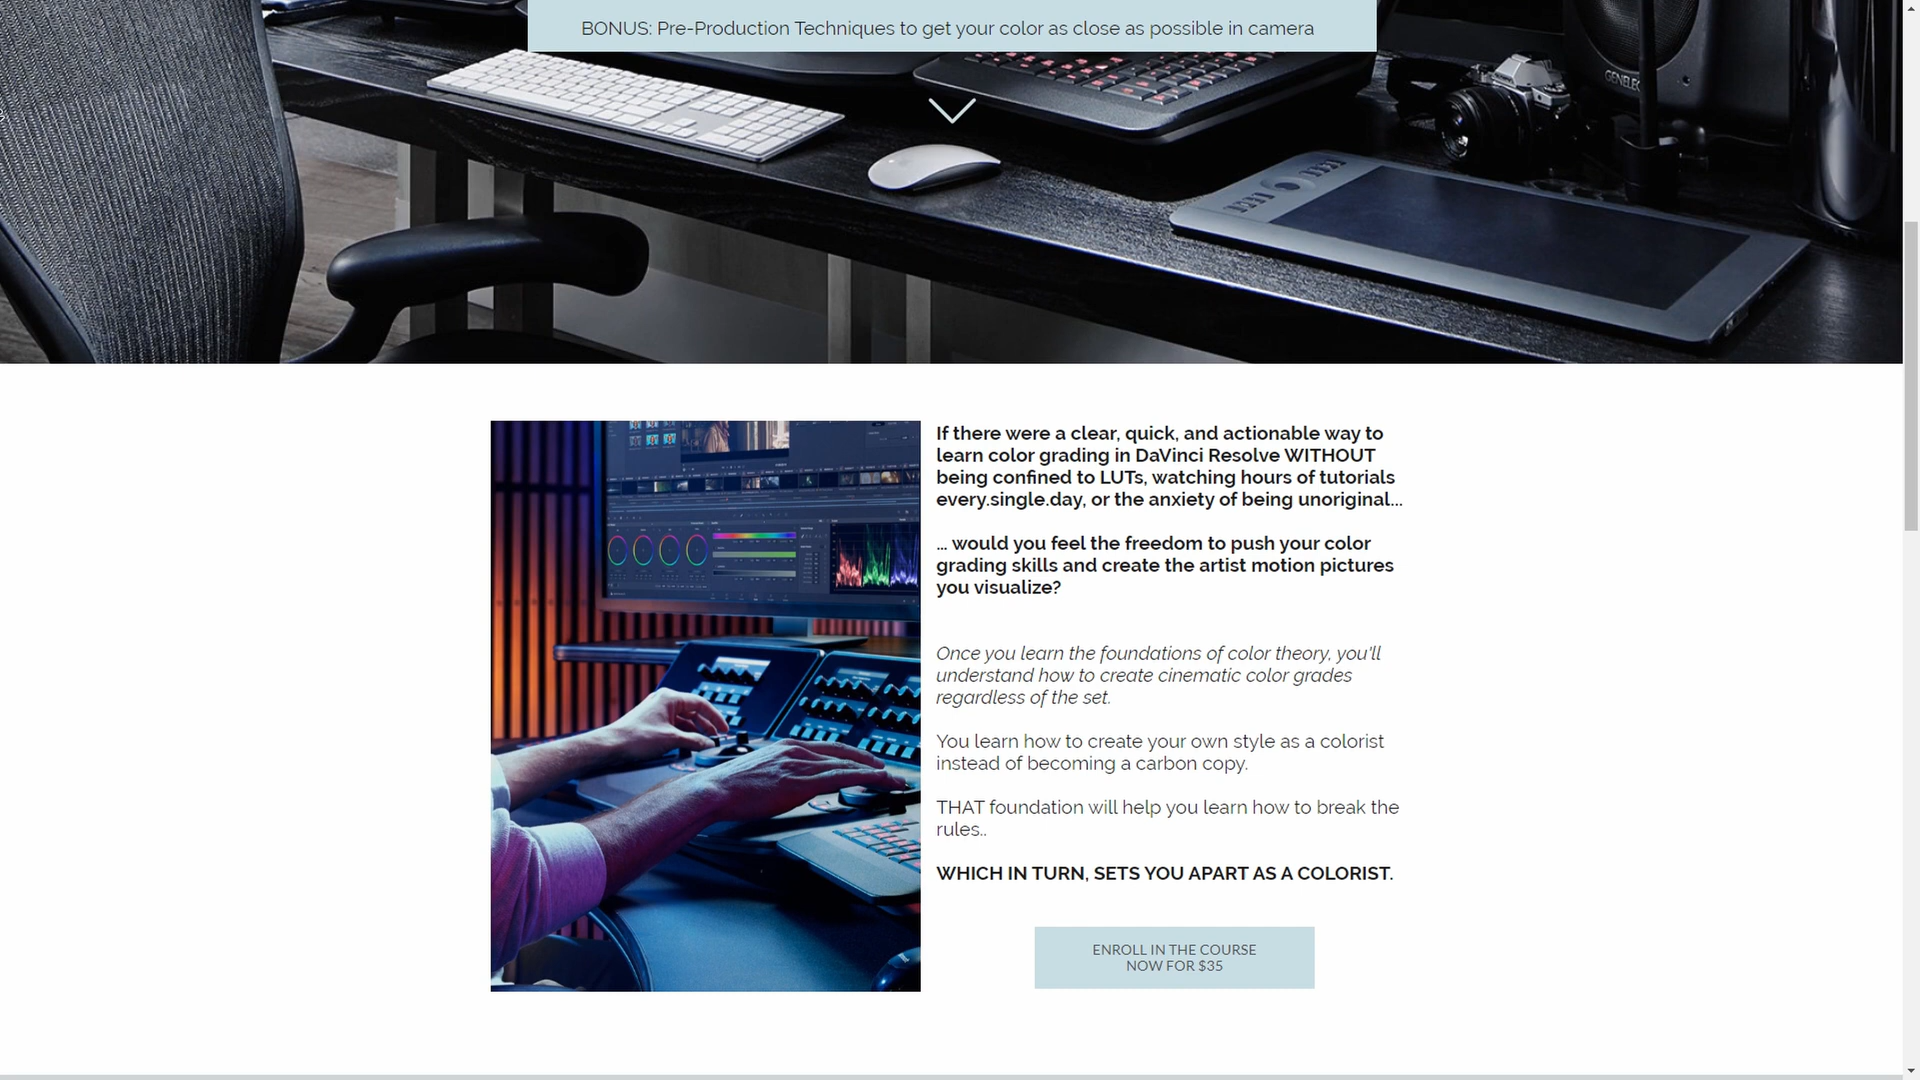 BONUS: Pre-Production Techniques to get your color as close as possible in camera
GENELEC
If there were a clear, quick, and actionable way to
learn color grading in DaVinci Resolve WITHOUT
being confined to LUTs, watching hours of tutorials
every.single.day, or the anxiety of being unoriginal...
... would you feel the freedom to push your color
grading skills and create the artist motion pictures
you visualize?
Once you learn the foundations of color theory, you'll
understand how to create cinematic color grades
regardless of the set.
You learn how to create your own style as a colorist
instead of becoming a carbon copy.
THAT foundation will help you learn how to break the
rules..
WHICH IN TURN, SETS YOU APART AS A COLORIST.
ENROLL IN THE COURSE
NOW FOR $35